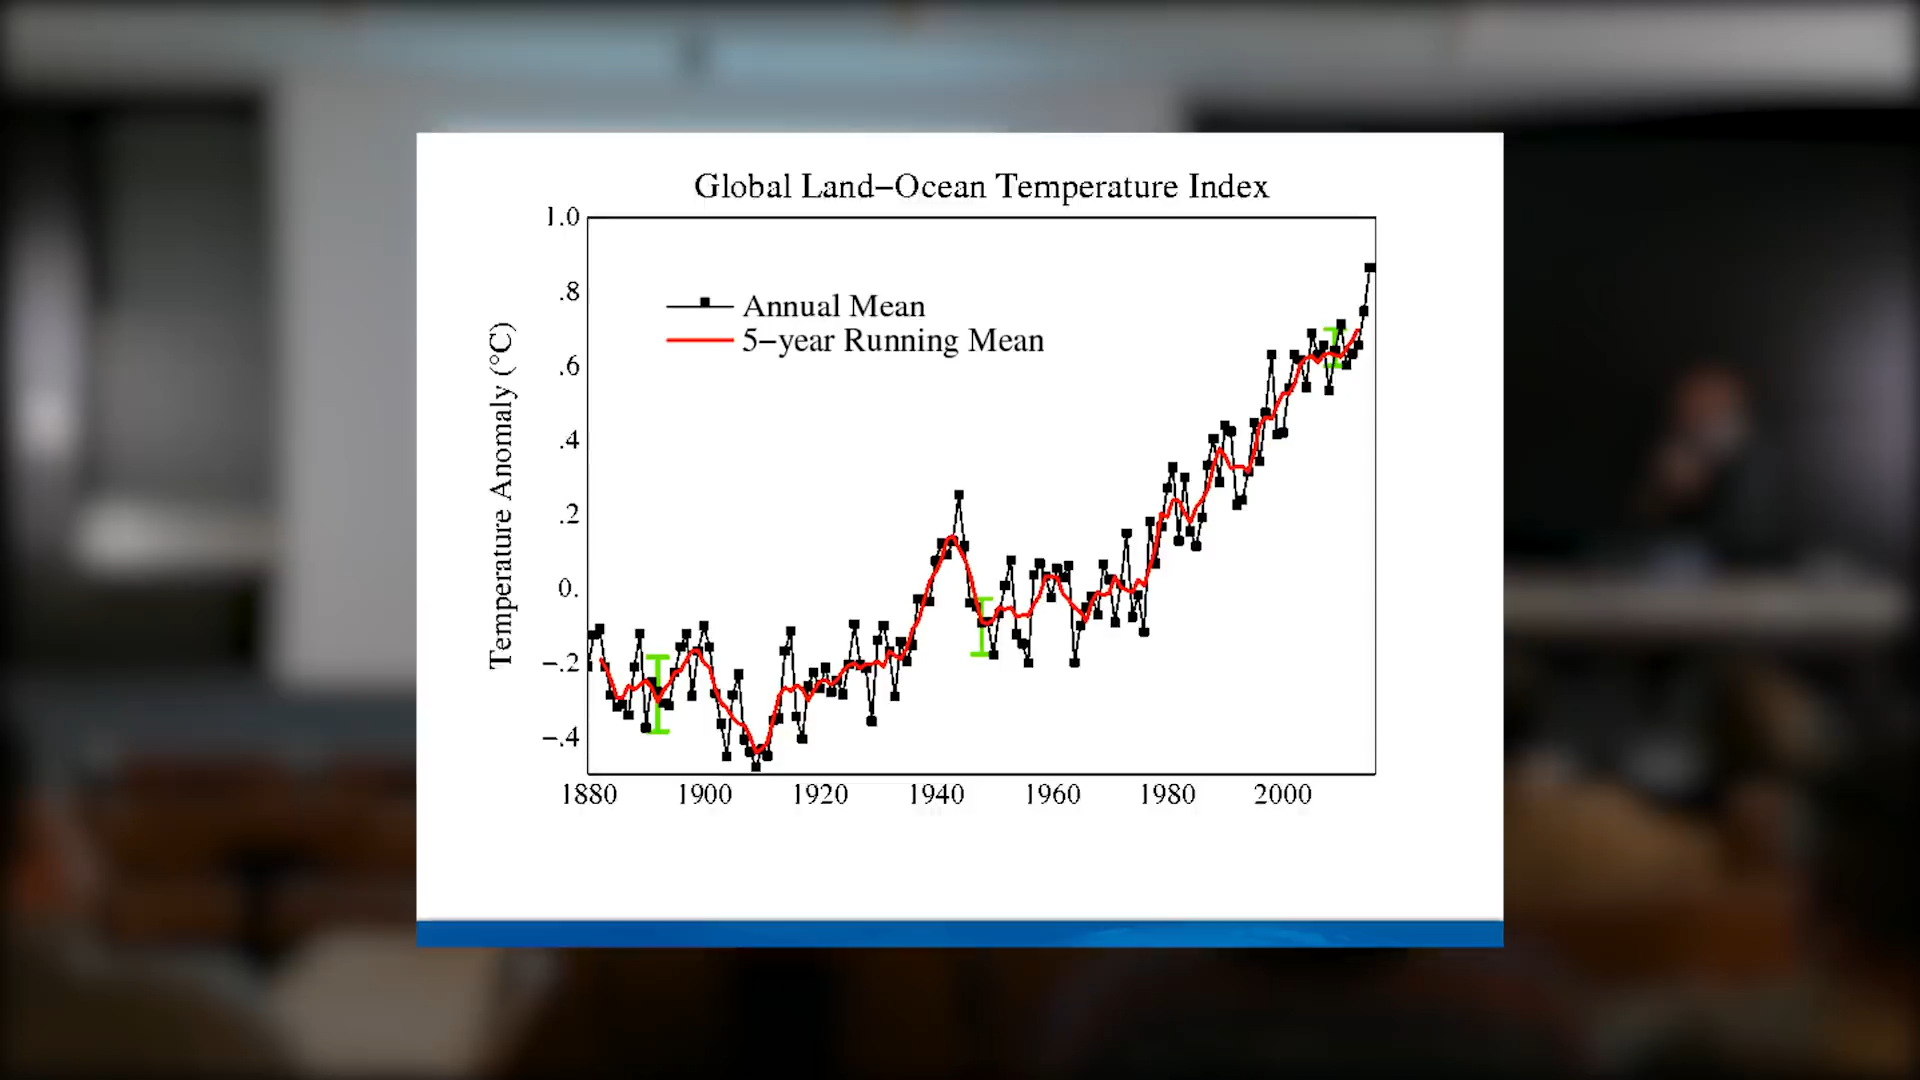 Global Land–Ocean Temperature Index
1.0
.8
.6
.4
.2
0.
−.2
−.4
Temperature Anomaly (°C)
Annual Mean
5−year Running Mean
1880 1900 1920 1940 1960 1980 2000